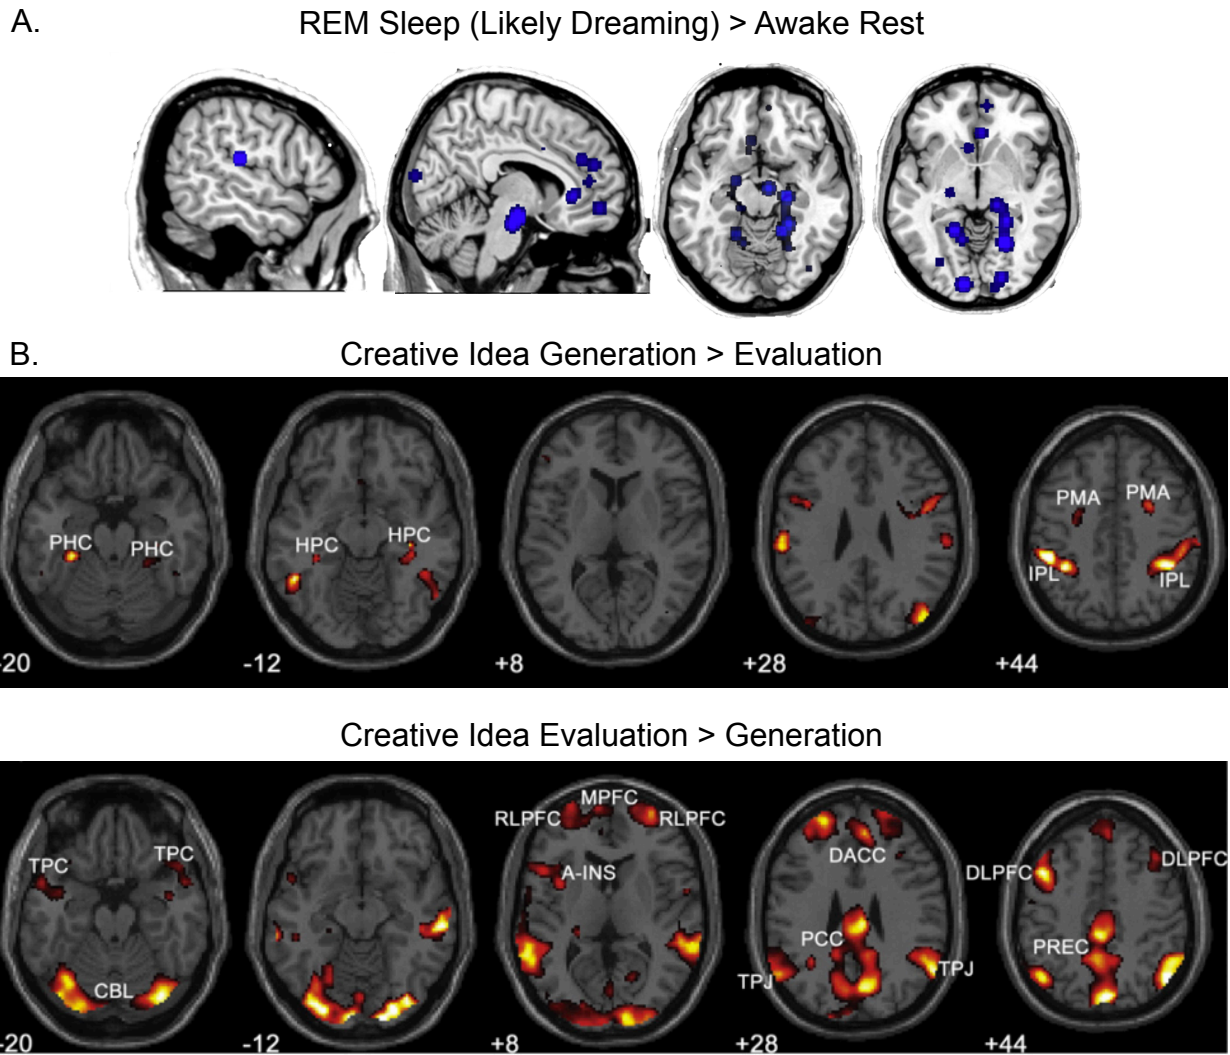 A.
REM Sleep (Likely Dreaming) > Awake Rest
B.
Creative Idea Generation > Evaluation
PHC PHC
HPC HPC
PMA PMA
IPL IPL
-20 -12 +8 +28 +44
Creative Idea Evaluation > Generation
TPC TPC
CBL
MPFC
RLPFC RLPFC
A-INS
DACC
PCC
TPJ TPJ
DLPFC DLPFC
PREC
-20 -12 +8 +28 +44